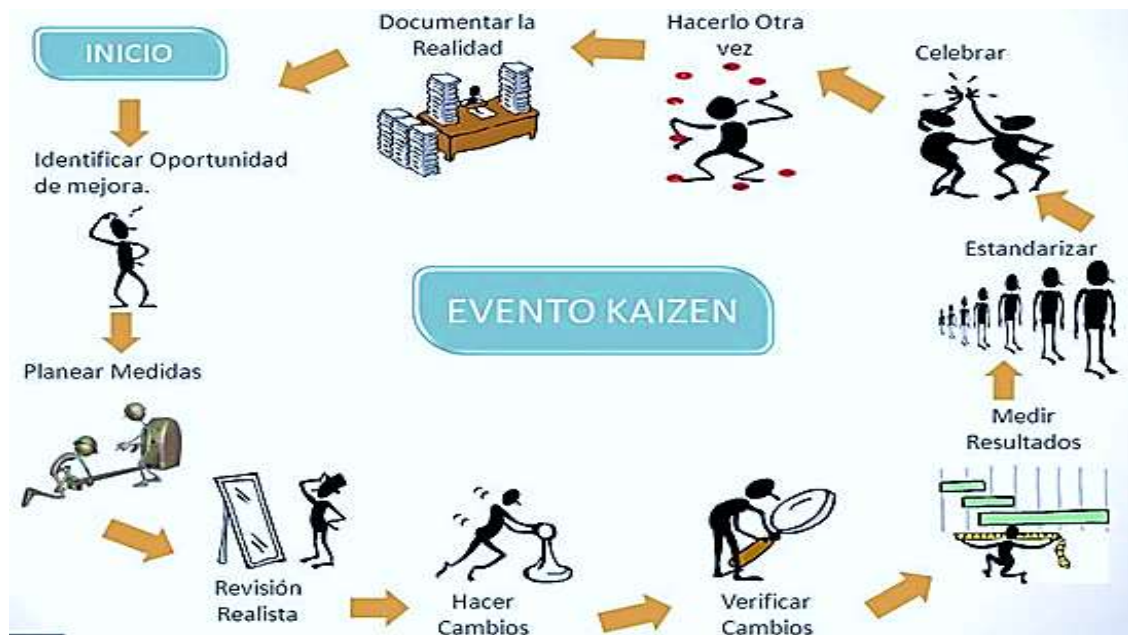 INICIO
Identificar Oportunidad
de mejora.
Planear Medidas
Revisión
Realista
Hacer
Cambios
Verificar
Cambios
Medir
Resultados
Estandarizar
Celebrar
Hacerlo Otra
vez
Documentar la
Realidad
EVENTO KAIZEN